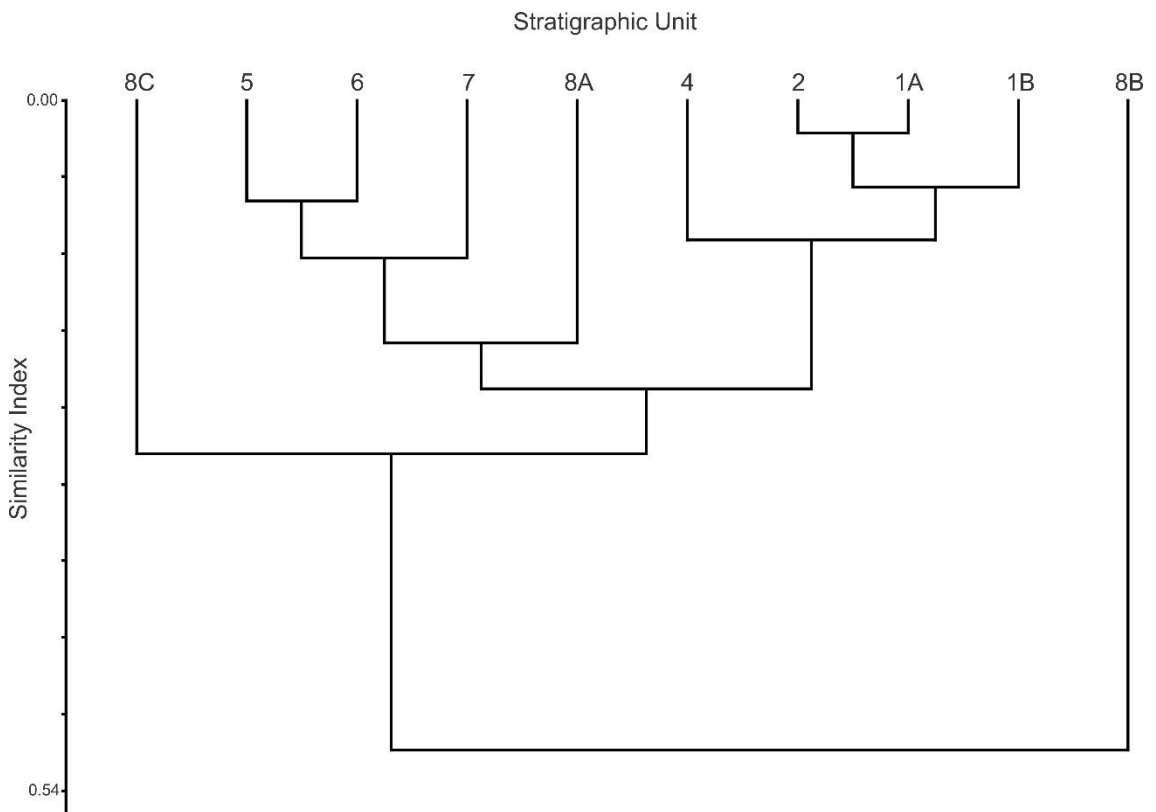 Stratigraphic Unit
8C 5 6 7 8A 4 2 1A 1B 8B
0.00
Similarity Index
0.54